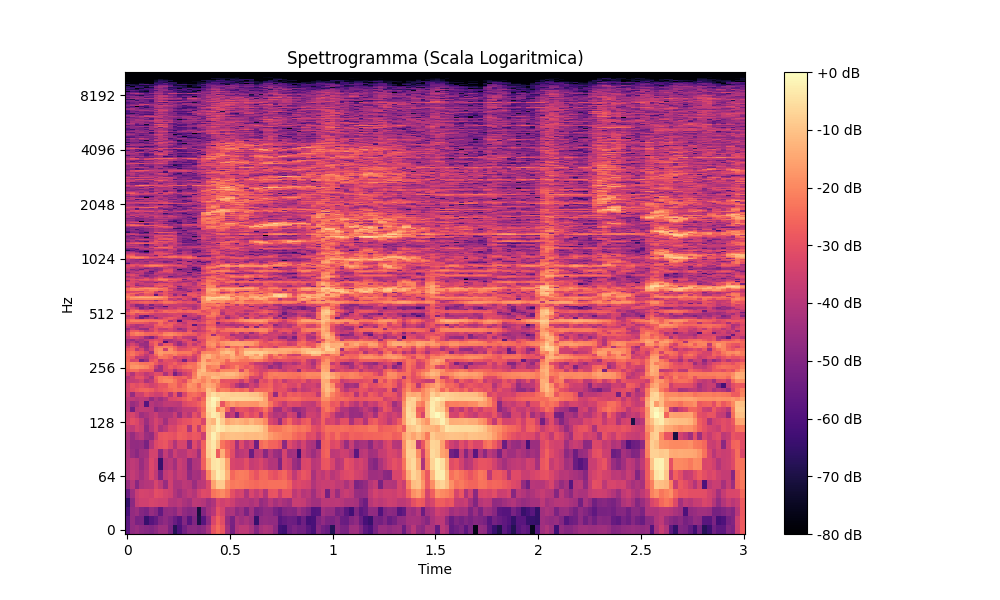 Spettrogramma (Scala Logaritmica)
Hz
8192
4096
2048
1024
512
256
128
64
0
0 0.5 1 1.5 2 2.5 3
Time
+0 dB
-10 dB
-20 dB
-30 dB
-40 dB
-50 dB
-60 dB
-70 dB
-80 dB